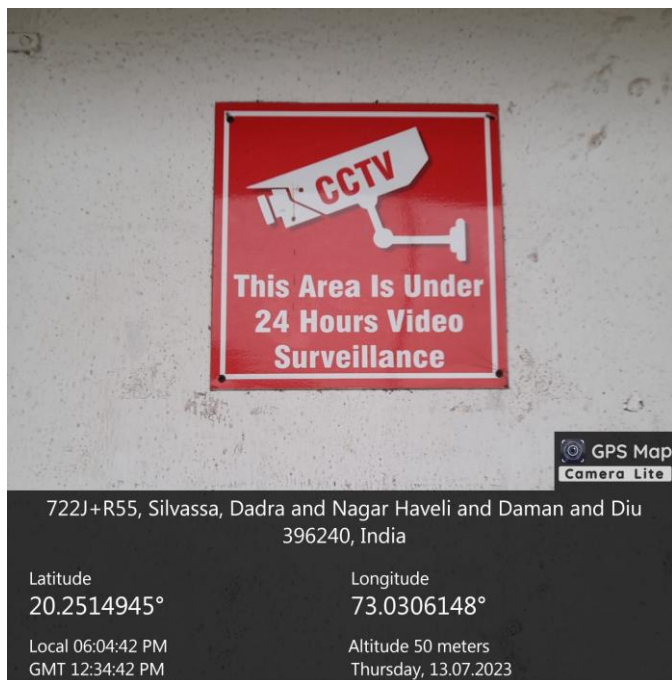 CCTV
This Area Is Under
24 Hours Video
Surveillance
GPS Map
Camera Lite
722J+R55, Silvassa, Dadra and Nagar Haveli and Daman and Diu
396240, India
Latitude
20.2514945°
Longitude
73.0306148°
Local 06:04:42 PM
GMT 12:34:42 PM
Altitude 50 meters
Thursday, 13.07.2023